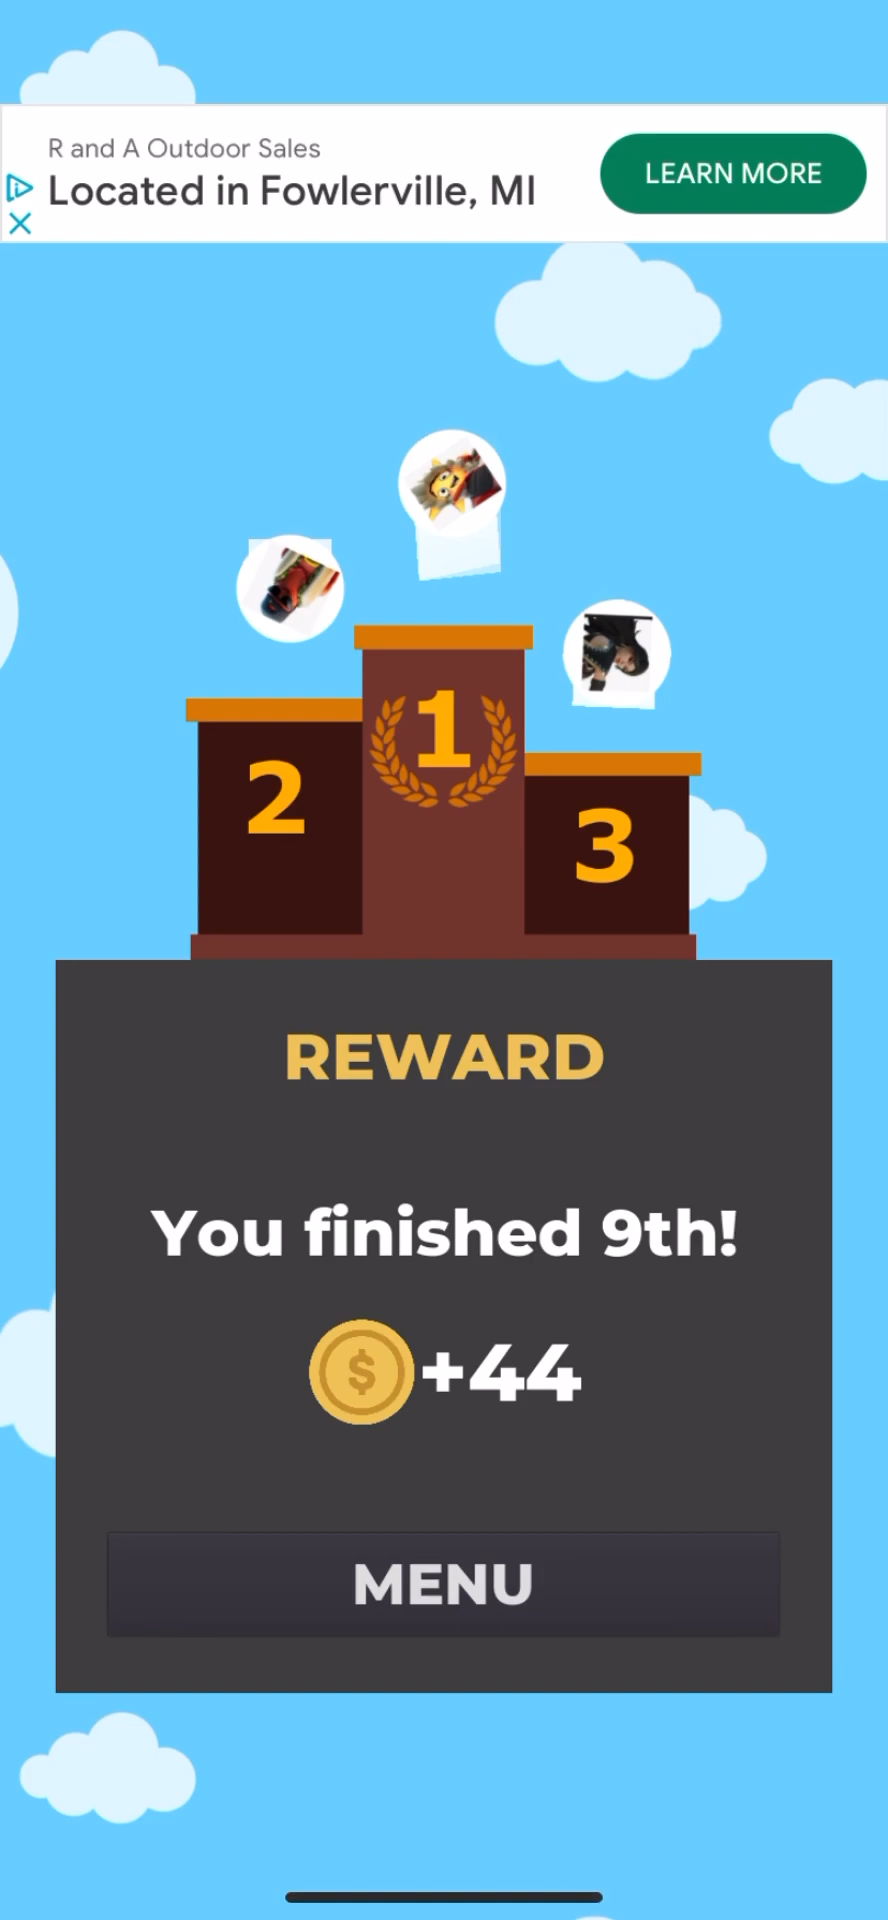 R and A Outdoor Sales
Located in Fowlerville, MI
LEARN MORE
1
2
3
REWARD
You finished 9th!
$ +44
MENU